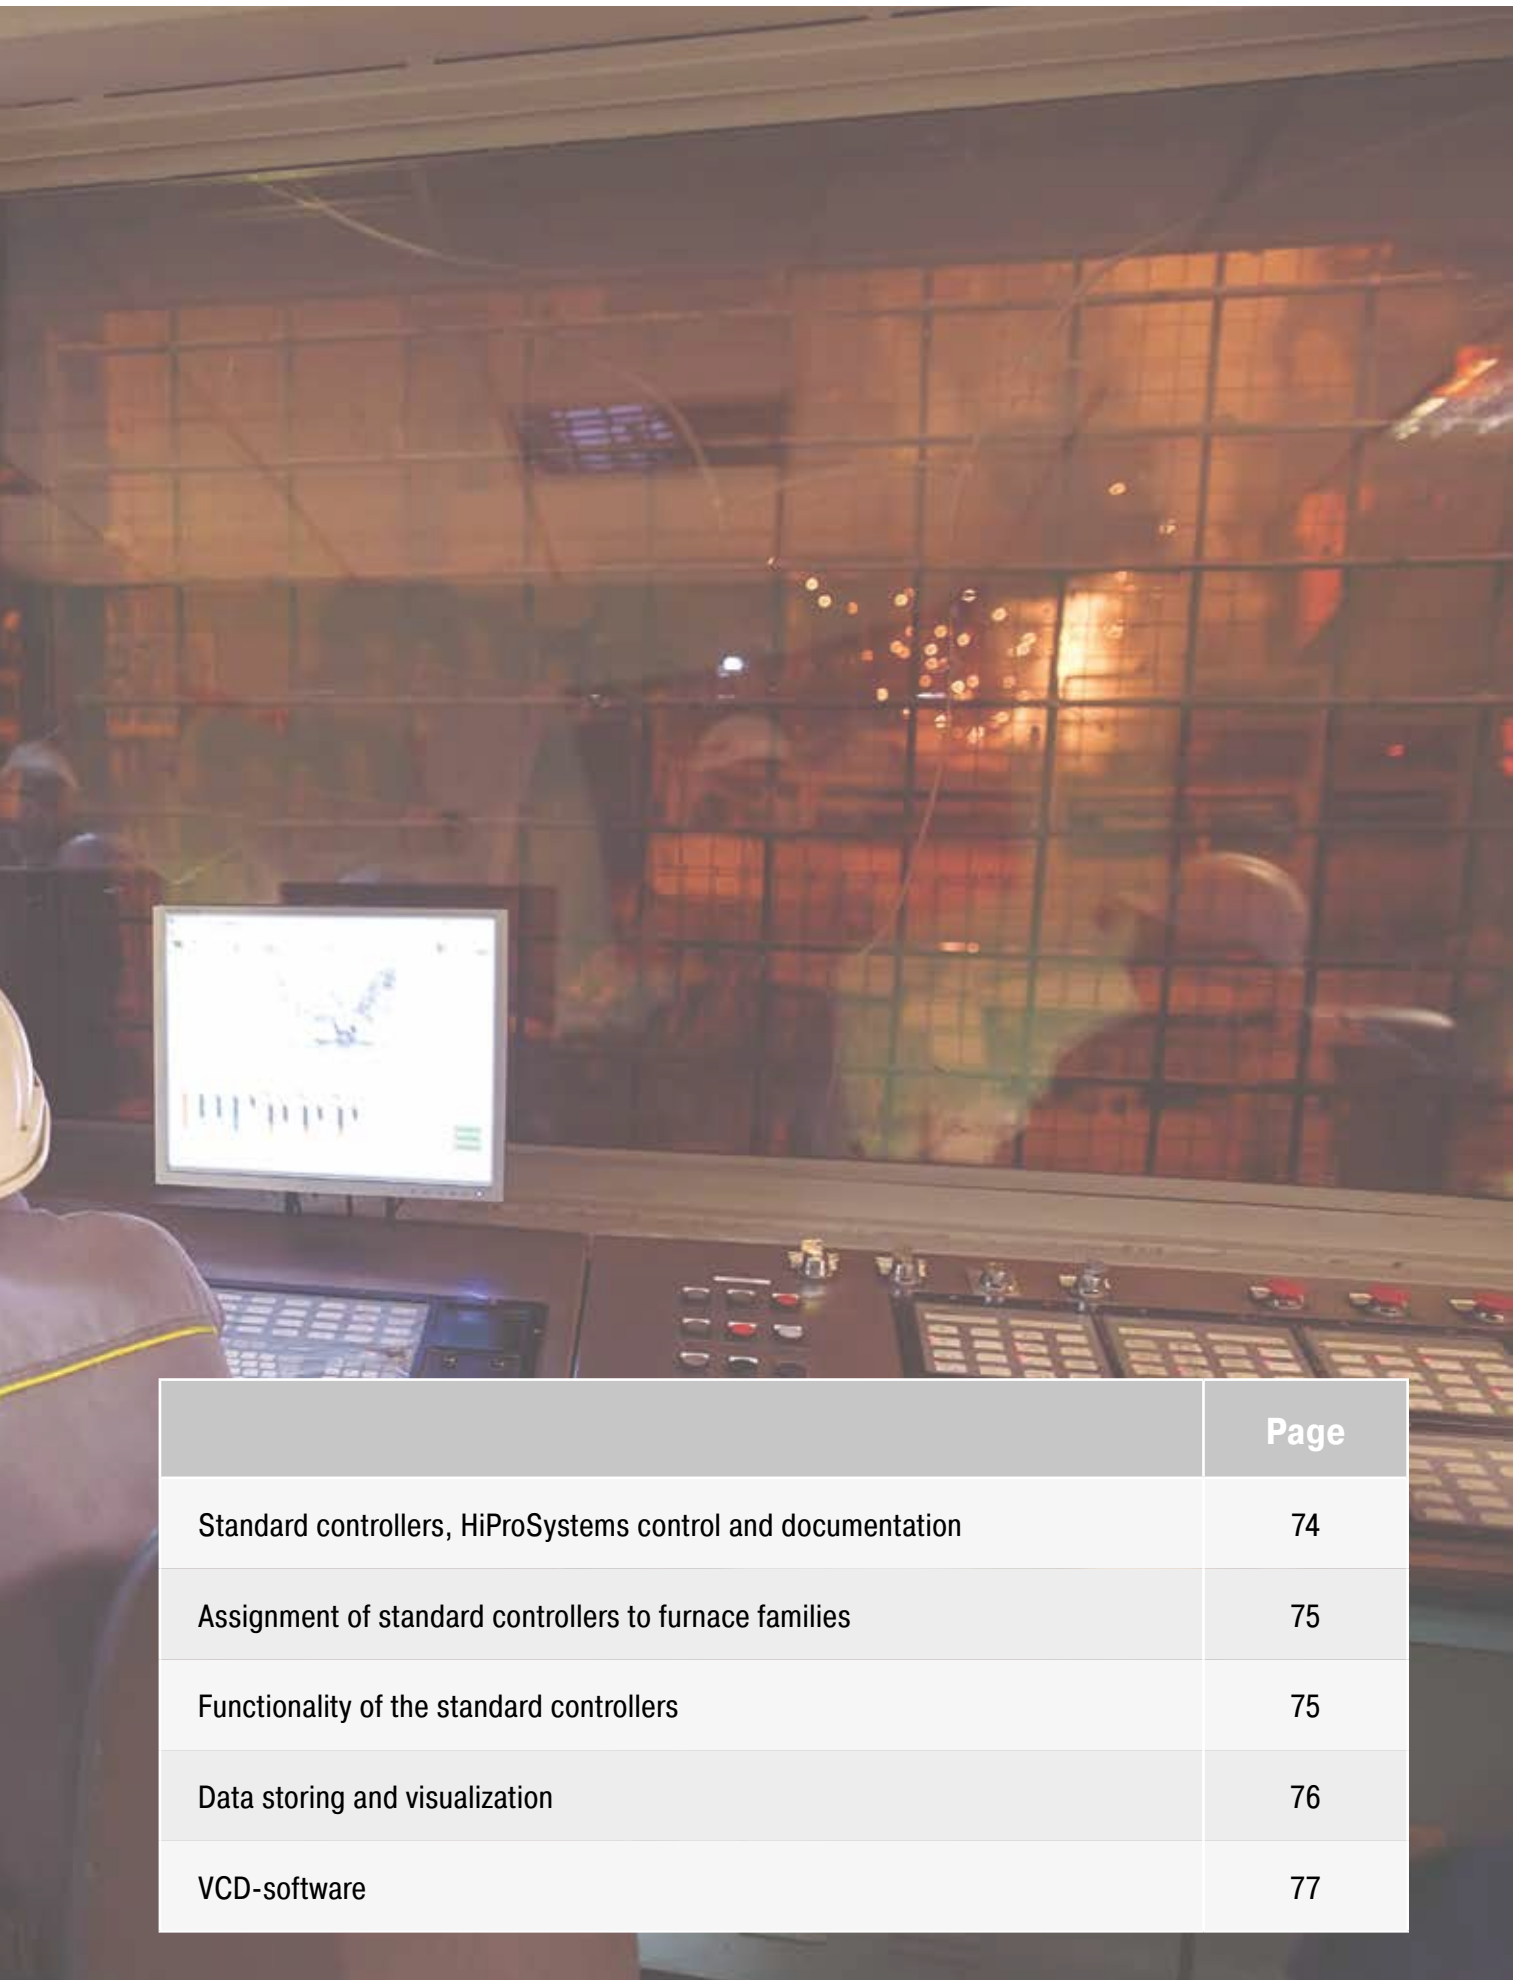 Page
Standard controllers, HiProSystems control and documentation 74
Assignment of standard controllers to furnace families 75
Functionality of the standard controllers 75
Data storing and visualization 76
VCD-software 77